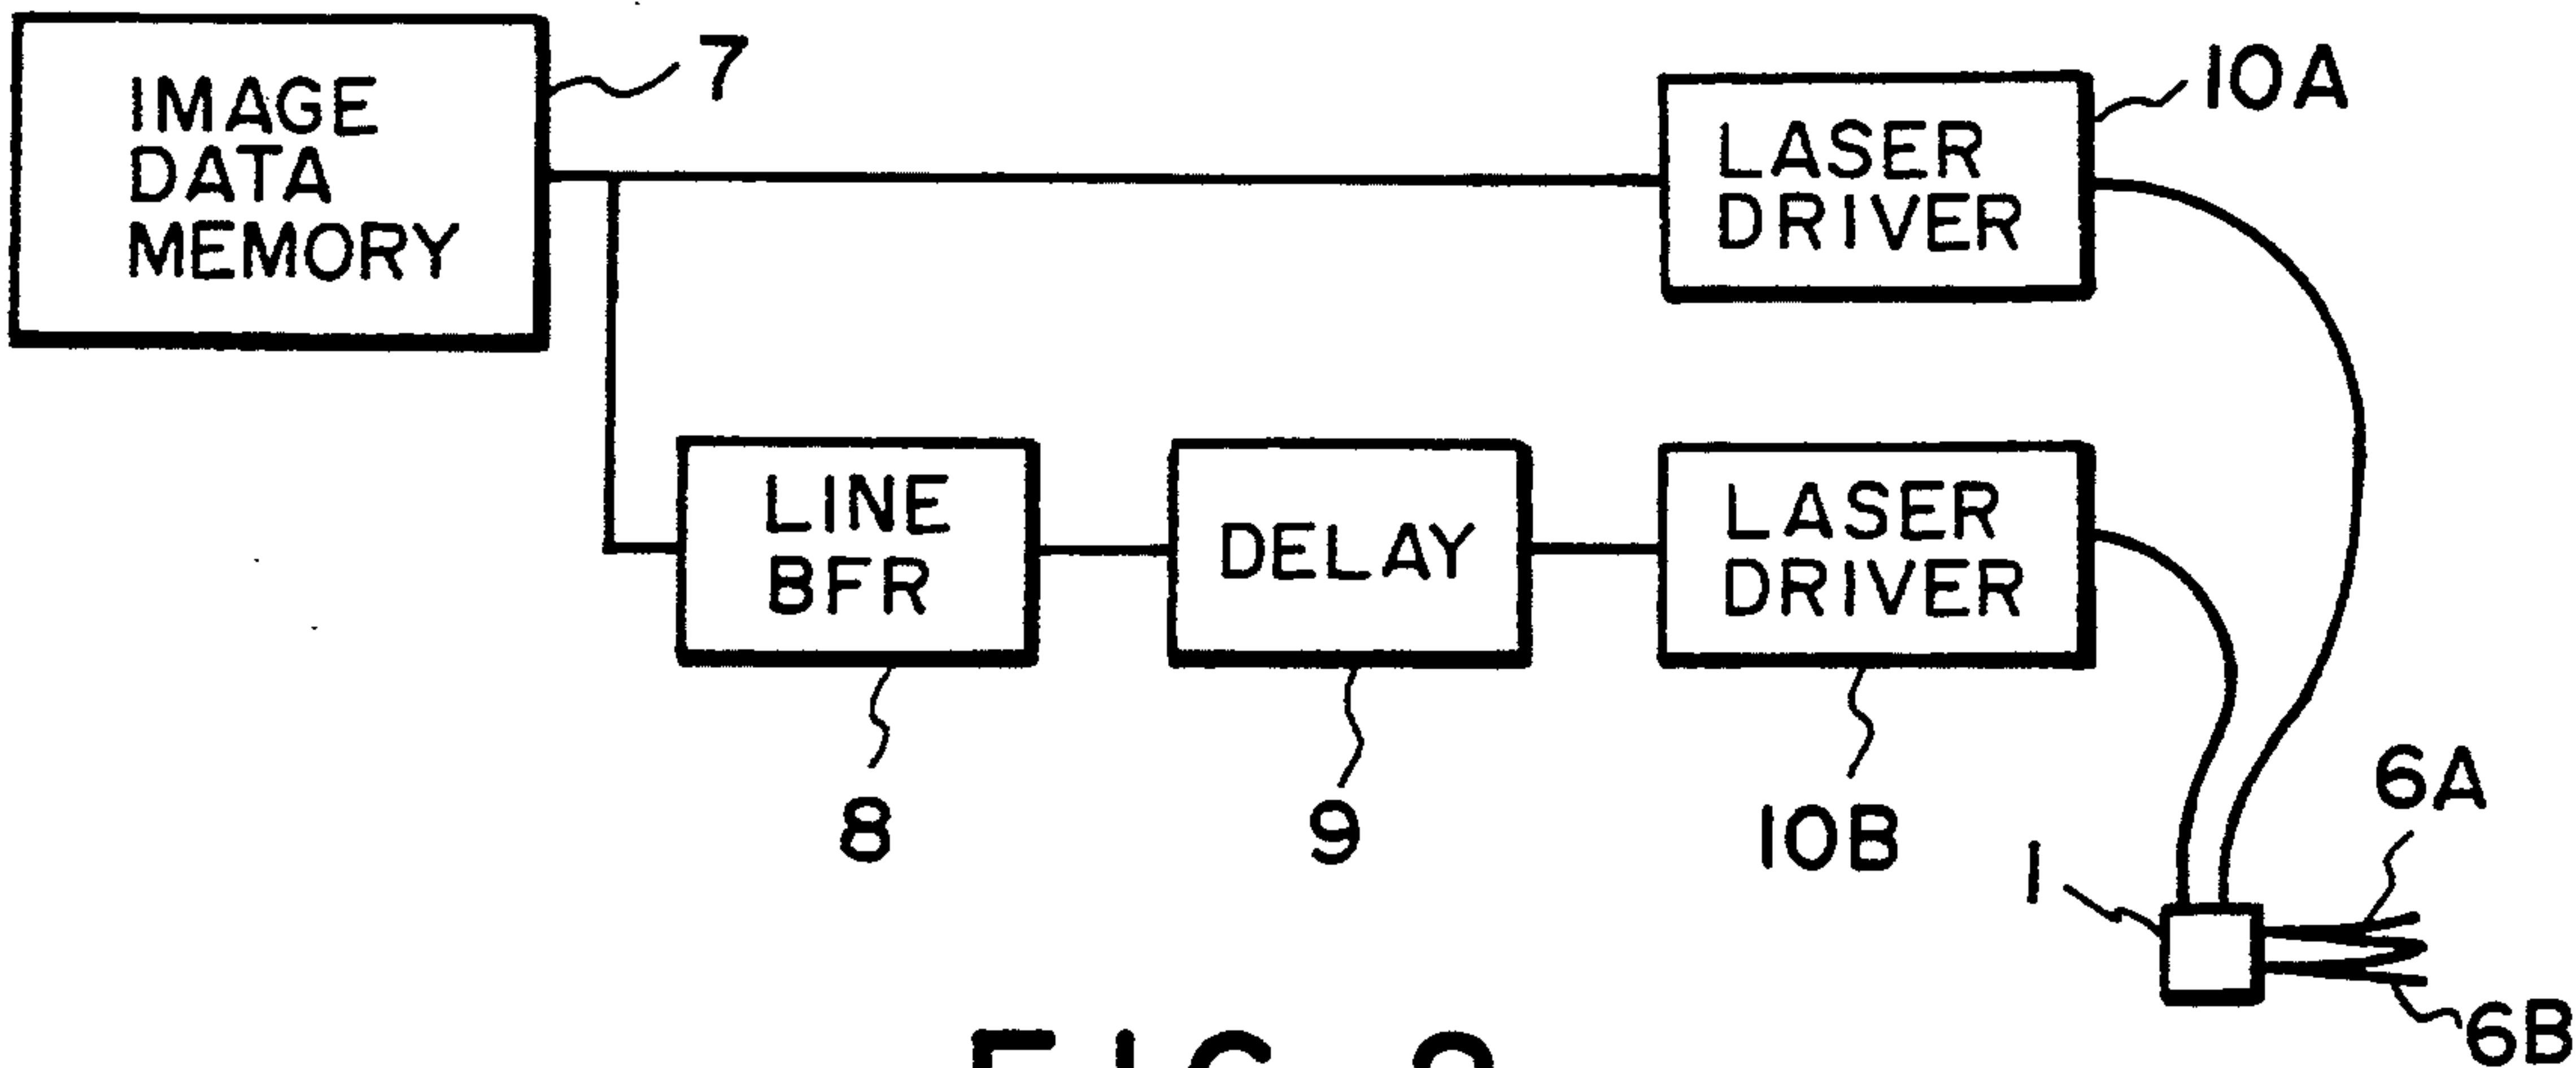 IMAGE
DATA
MEMORY
7
LASER
DRIVER
10A
LINE
BFR
8
DELAY
9
LASER
DRIVER
10B
1
6A
6B